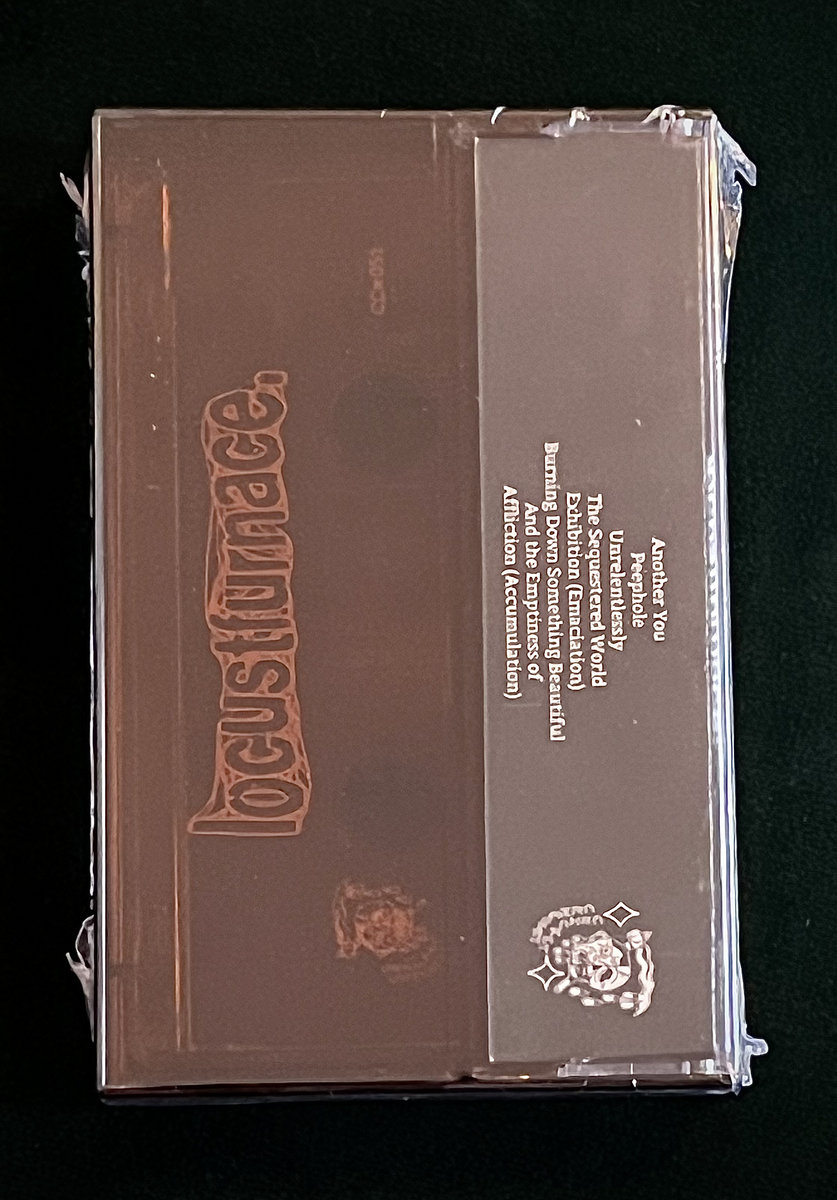 locustfurnace.
Another You
Peephole
Unrelentlessly
The Sequestered World
Exhibition (Emaciation)
Burning Down Something Beautiful
And the Emptiness of
Affliction (Accumulation)